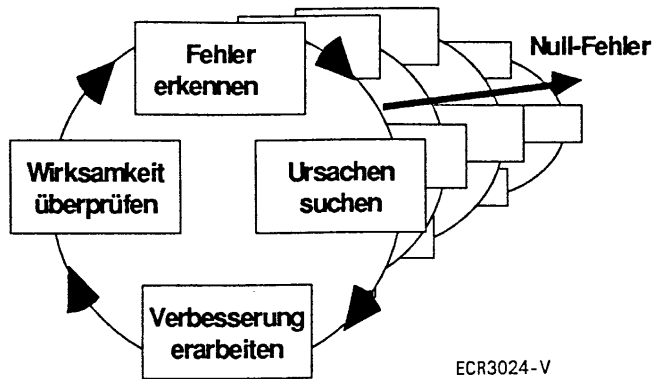 Fehler
erkennen
Null-Fehler
Wirksamkeit
überprüfen
Ursachen
suchen
Verbesserung
erarbeiten
ECR3024-V